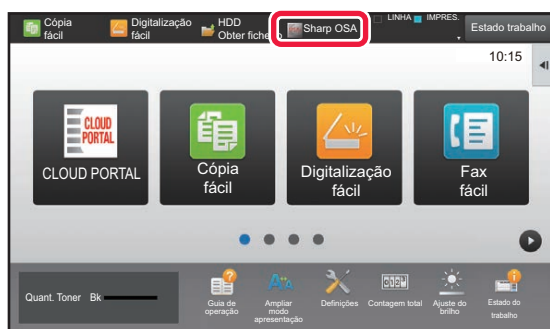 Cópia
fácil
Digitalização
fácil
HDD
Obter
Sharp OSA
LINHA
IMPRES.
Estado trabalho
10:15
CLOUD
PORTAL
CLOUD PORTAL
Cópia
fácil
Digitalização
fácil
Fax
fácil
Quant. Toner Bk
Guia de
operação
Ampliar
modo
apresentação
Definições
Contagem total
Ajuste do
brilho
Estado do
trabalho